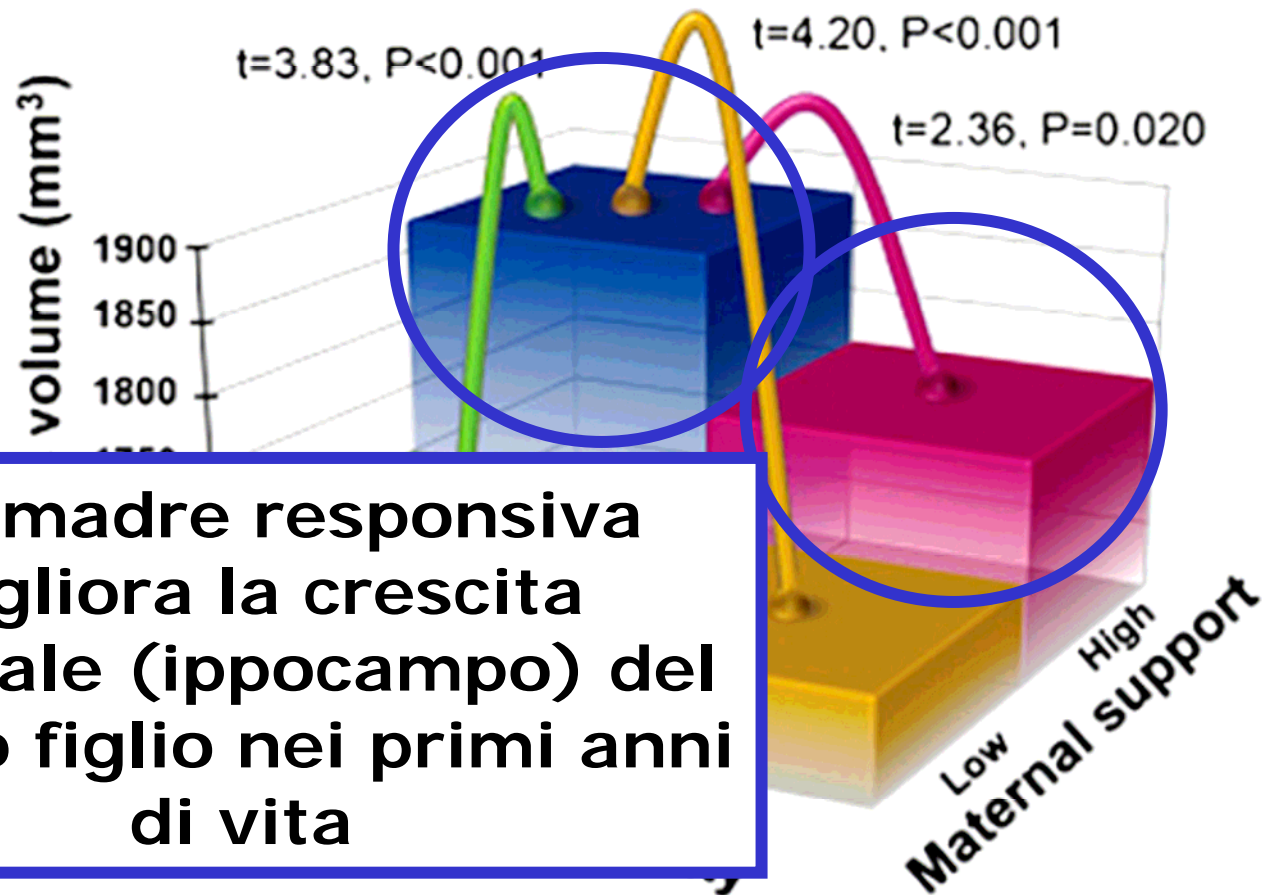 t=3.83, P<0.001
t=4.20, P<0.001
t=2.36, P=0.020
volume (mm³)
1900
1850
1800
madre responsiva
gliora la crescita
ale (ippocampo) del
figlio nei primi anni
di vita
High
Low
Maternal support